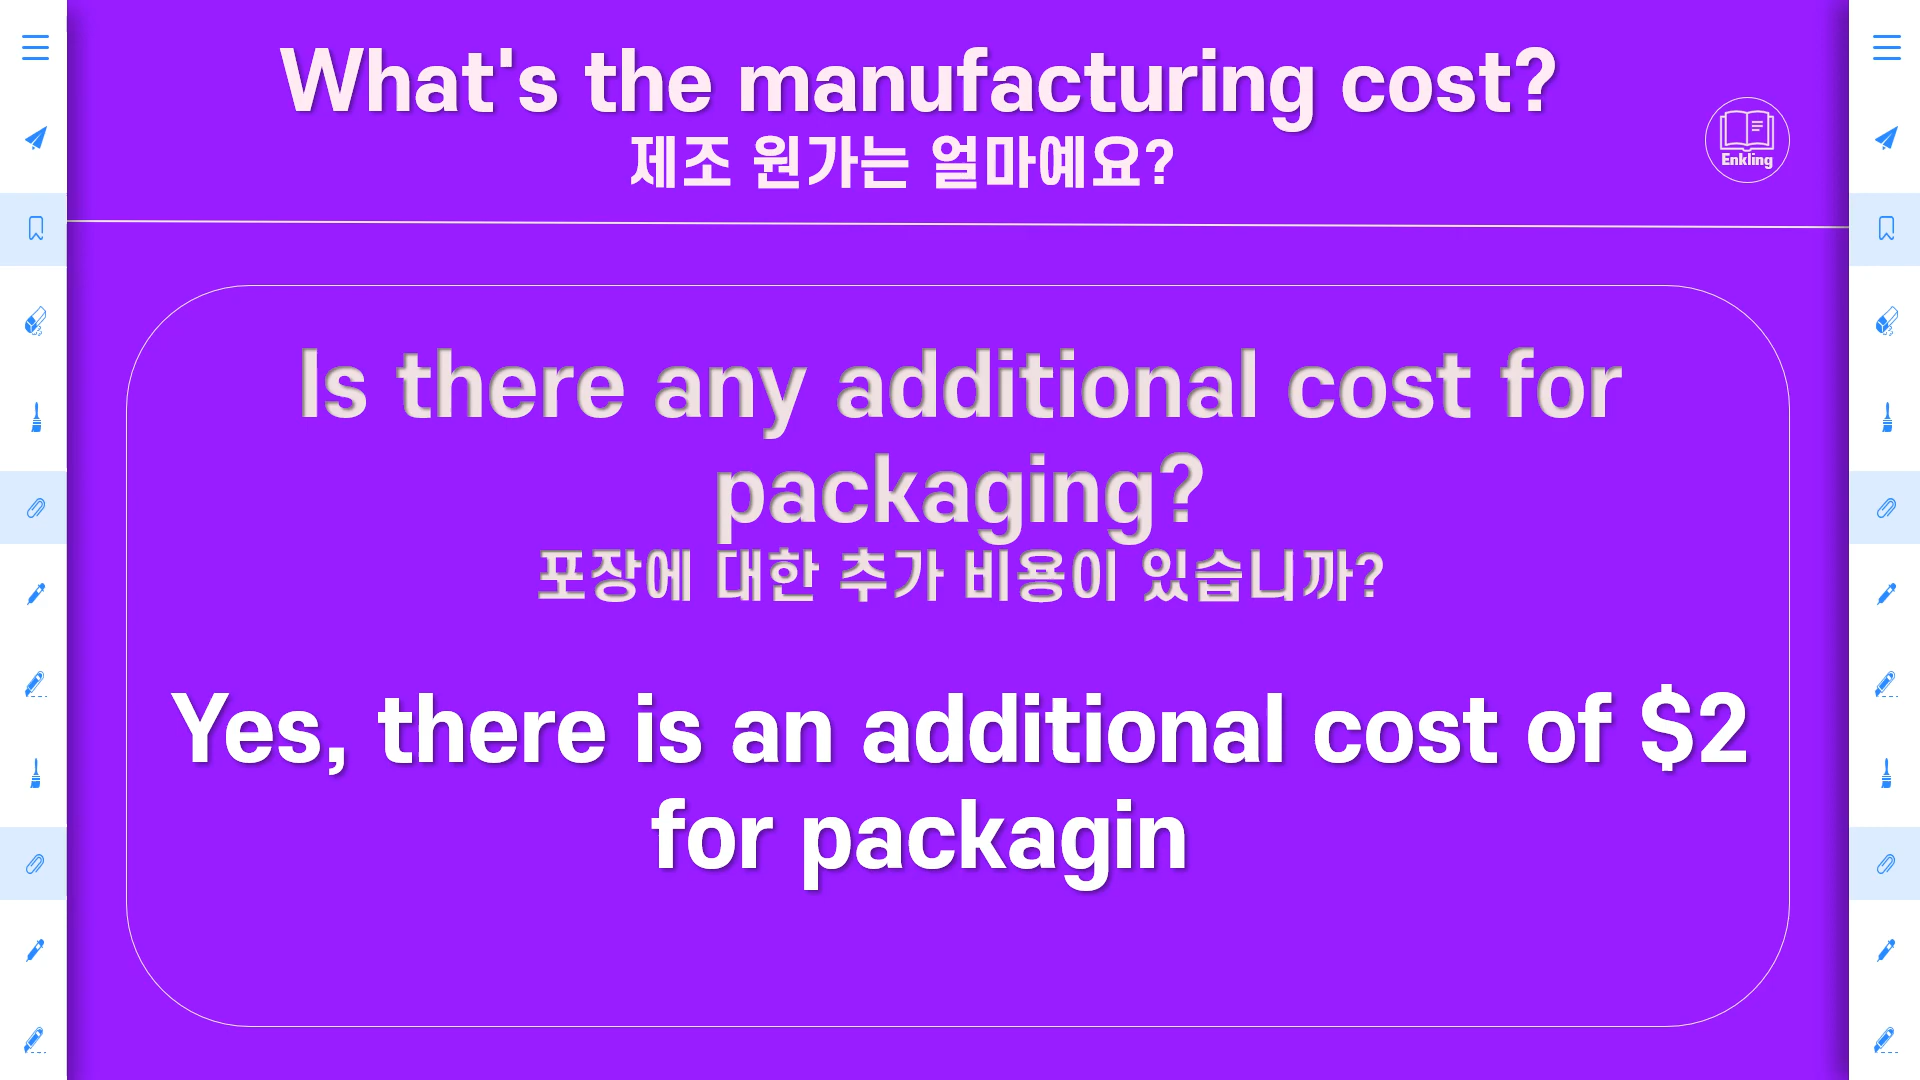 What's the manufacturing cost?
제조 원가는 얼마예요?
Enkling
Is there any additional cost for
packaging?
포장에 대한 추가 비용이 있습니까?
Yes, there is an additional cost of $2
for packagin